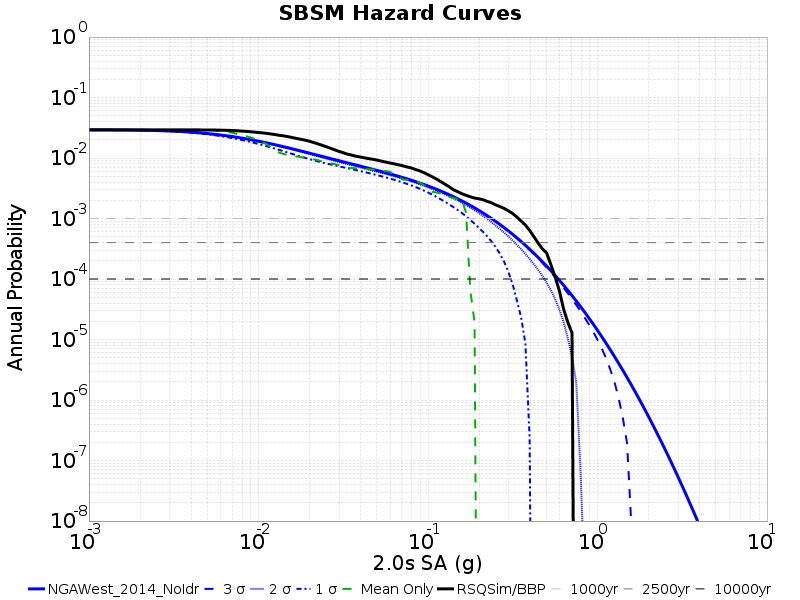 SBSM Hazard Curves
10^0
10^-1
10^-2
10^-3
10^-4
10^-5
10^-6
10^-7
10^-8
Annual Probability
10^-3 10^-2 10^-1 10^0 10^1
2.0s SA (g)
NGAWest_2014_NoIdr 3 σ 2 σ 1 σ Mean Only RSQSim/BBP 1000yr 2500yr 10000yr